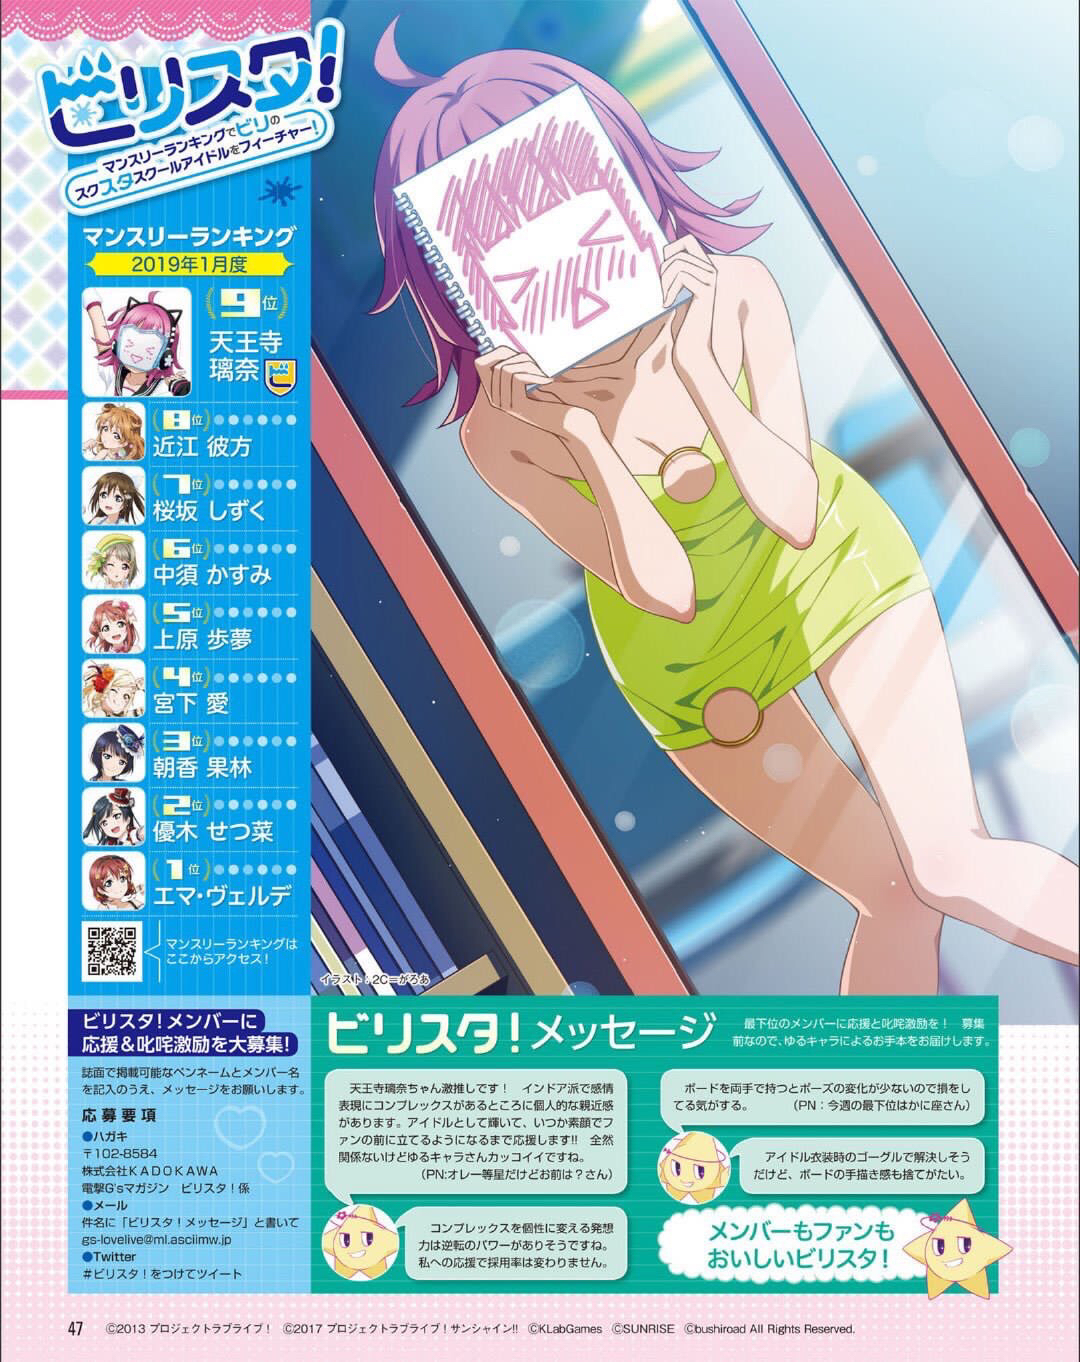 ビリスタ!
マンスリーランキングでビリの
スクスタスクールアイドルをフィーチャー!
マンスリーランキング
2019年1月度
9位
天王寺
璃奈
8位
近江 彼方
7位
桜坂 しずく
6位
中須 かすみ
5位
上原 歩夢
4位
宮下 愛
3位
朝香 果林
2位
優木 せつ菜
1位
エマ・ヴェルデ
マンスリーランキングは
ここからアクセス!
イラスト:2C=がろあ
ビリスタ!メンバーに
応援&叱咤激励を大募集!
誌面で掲載可能なペンネームとメンバー名
を記入のうえ、メッセージをお願いします。
応募要項
●ハガキ
〒102-8584
株式会社KADOKAWA
電撃G'sマガジン ビリスタ!係
●メール
件名に「ビリスタ!メッセージ」と書いて
gs-lovelive@ml.asciimw.jp
●Twitter
#ビリスタ!をつけてツイート
ビリスタ!メッセージ
最下位のメンバーに応援と叱咤激励を! 募集
前なので、ゆるキャラによるお手本をお届けします。
天王寺璃奈ちゃん激推しです! インドア派で感情
表現にコンプレックスがあるところに個人的な親近感
があります。アイドルとして輝いて、いつか素顔でフ
ァンの前に立てるようになるまで応援します!! 全然
関係ないけどゆるキャラさんカッコイイですね。
(PN:オレー等星だけどお前は?さん)
コンプレックスを個性に変える発想
力は逆転のパワーがありそうですね。
私への応援で採用率は変わりません。
ボードを両手で持つとポーズの変化が少ないので損をし
てる気がする。 (PN:今週の最下位はかに座さん)
アイドル衣装時のゴーグルで解決しそう
だけど、ボードの手描き感も捨てがたい。
メンバーもファンも
おいしいビリスタ!
47 ©2013 プロジェクトラブライブ! ©2017 プロジェクトラブライブ!サンシャイン!! ©KLabGames ©SUNRISE ©bushiroad All Rights Reserved.